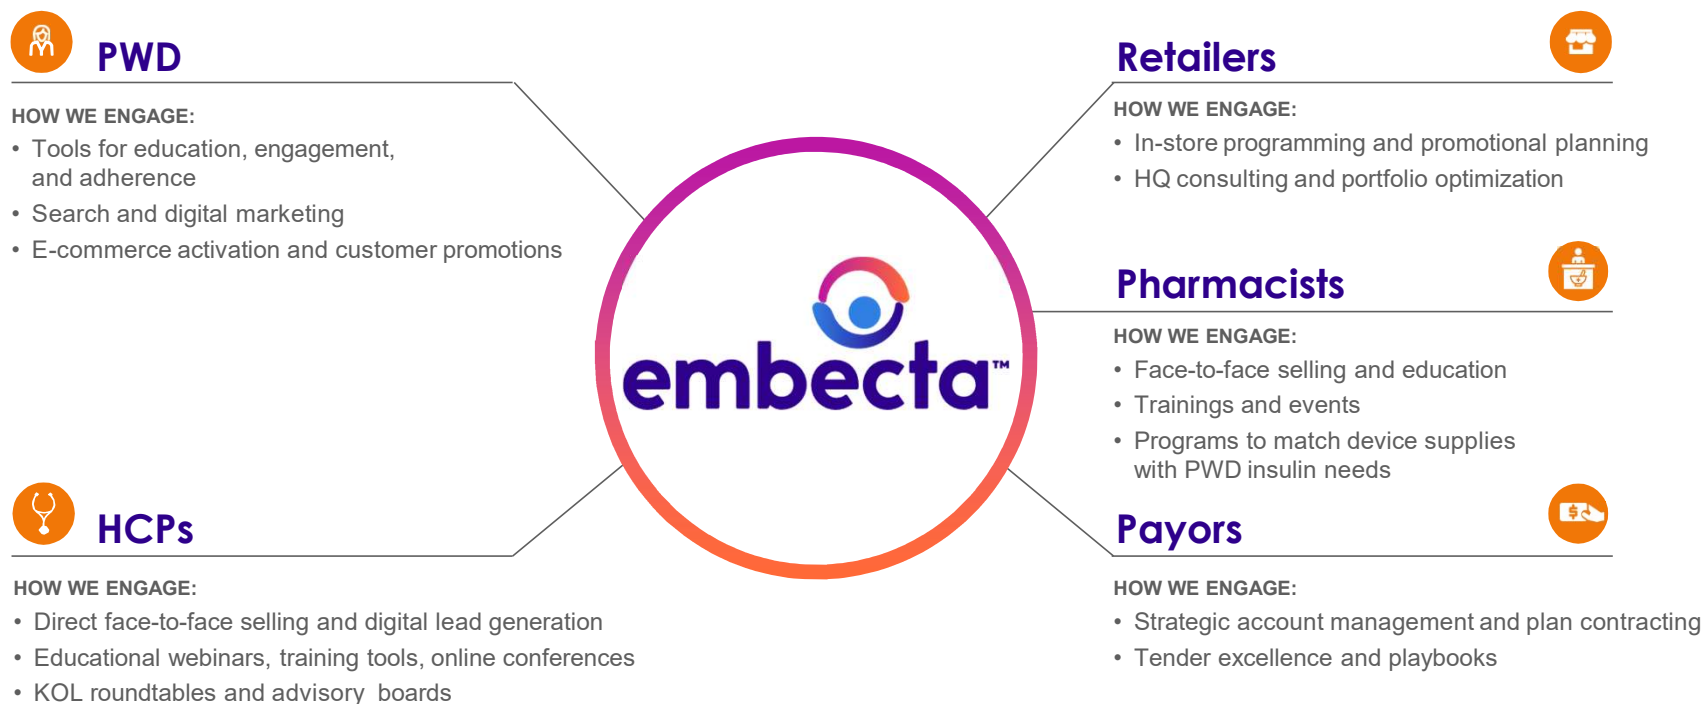 PWD
HOW WE ENGAGE:
• Tools for education, engagement,
and adherence
• Search and digital marketing
• E-commerce activation and customer promotions
HCPs
HOW WE ENGAGE:
• Direct face-to-face selling and digital lead generation
• Educational webinars, training tools, online conferences
• KOL roundtables and advisory boards
embecta™
Retailers
HOW WE ENGAGE:
• In-store programming and promotional planning
• HQ consulting and portfolio optimization
Pharmacists
HOW WE ENGAGE:
• Face-to-face selling and education
• Trainings and events
• Programs to match device supplies
with PWD insulin needs
Payors
$
HOW WE ENGAGE:
• Strategic account management and plan contracting
• Tender excellence and playbooks